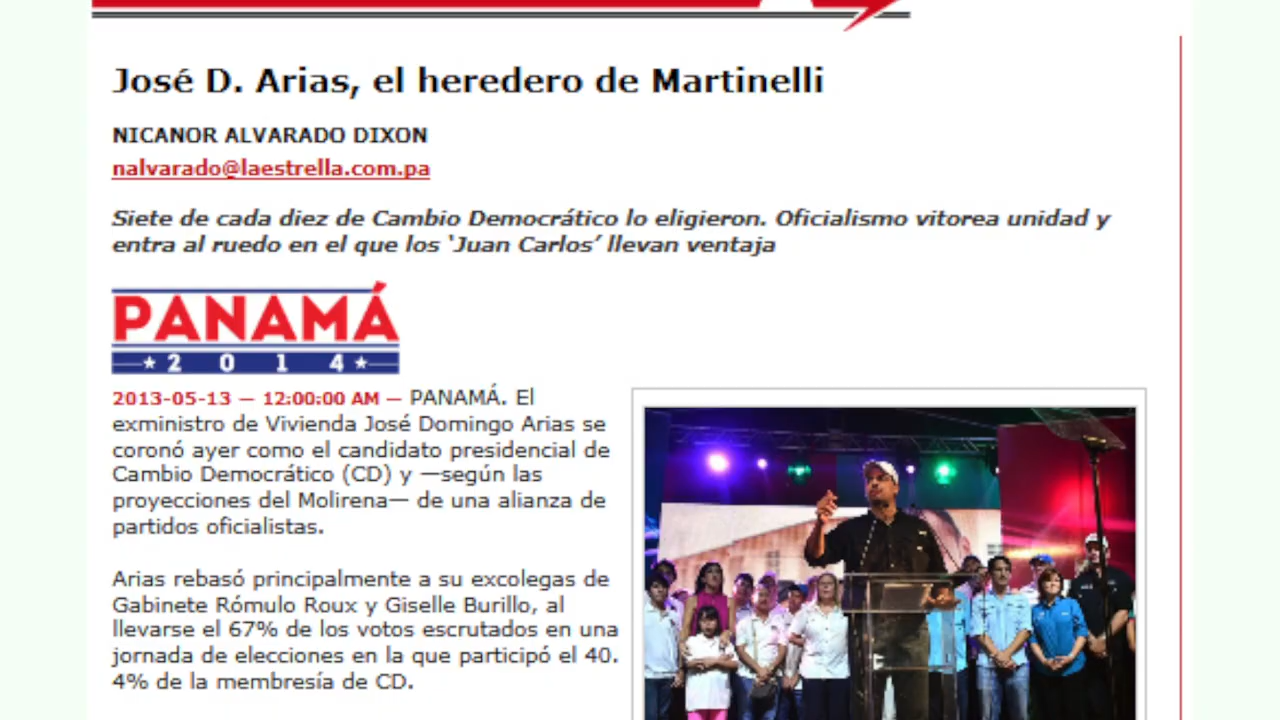 José D. Arias, el heredero de Martinelli
NICANOR ALVARADO DIXON
nalvarado@laestrella.com.pa
Siete de cada diez de Cambio Democrático lo eligieron. Oficialismo vitorea unidad y
entra al ruedo en el que los ‘Juan Carlos’ llevan ventaja
PANAMÁ
2014
2013-05-13 — 12:00:00 AM — PANAMÁ. El
exministro de Vivienda José Domingo Arias se
coronó ayer como el candidato presidencial de
Cambio Democrático (CD) y —según las
proyecciones del Molirena— de una alianza de
partidos oficialistas.
Arias rebasó principalmente a su excolegas de
Gabinete Rómulo Roux y Giselle Burillo, al
llevarse el 67% de los votos escrutados en una
jornada de elecciones en la que participó el 40.
4% de la membresía de CD.